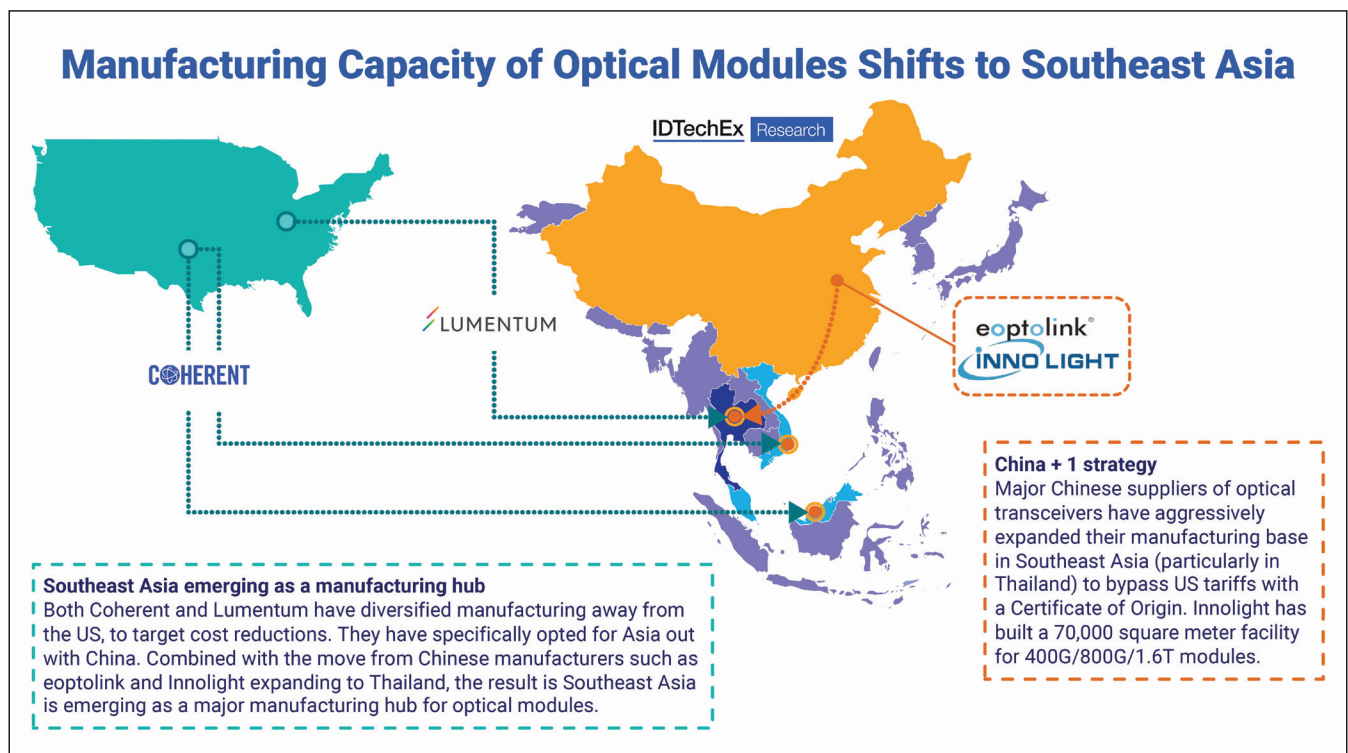 Manufacturing Capacity of Optical Modules Shifts to Southeast Asia
IDTechEx Research
LUMENTUM
COHERENT
eoptolink®
INNOLIGHT
China + 1 strategy
Major Chinese suppliers of optical
transceivers have aggressively
expanded their manufacturing base
in Southeast Asia (particularly in
Thailand) to bypass US tariffs with
a Certificate of Origin. Innolight has
built a 70,000 square meter facility
for 400G/800G/1.6T modules.
Southeast Asia emerging as a manufacturing hub
Both Coherent and Lumentum have diversified manufacturing away from
the US, to target cost reductions. They have specifically opted for Asia out
with China. Combined with the move from Chinese manufacturers such as
eoptolink and Innolight expanding to Thailand, the result is Southeast Asia
is emerging as a major manufacturing hub for optical modules.